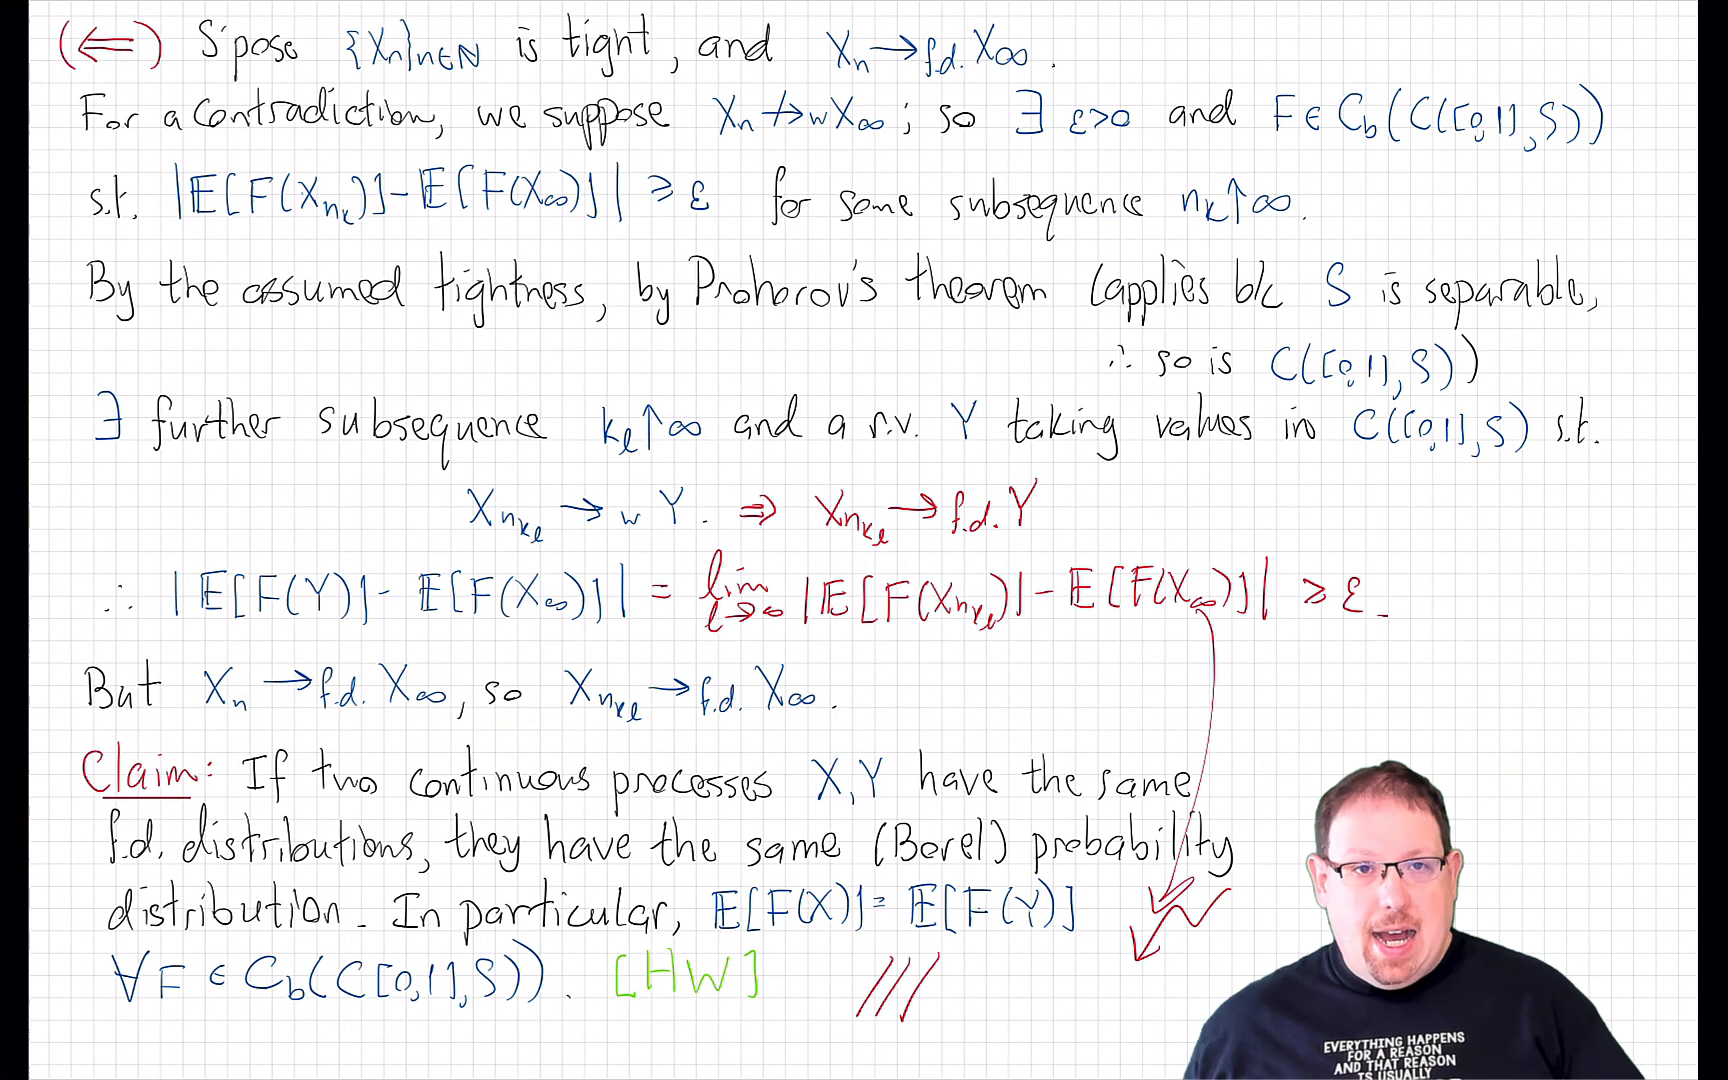 (⇐) S'pose {Xn}n∈ℕ is tight, and Xn →f.d. X∞.
For a contradiction, we suppose Xn ↛w X∞; so ∃ ε>0 and F ∈ Cb(C([0,1],S))
s.t. |𝔼[F(Xnk)] - 𝔼[F(X∞)]| ≥ ε for some subsequence nk↑∞.
By the assumed tightness, by Prohorov's theorem (applies b/c S is separable,
∴ so is C([0,1],S))
∃ further subsequence kℓ↑∞ and a r.v. Y taking values in C([0,1],S) s.t.
Xnkℓ →w Y. ⇒ Xnkℓ →f.d. Y
∴ |𝔼[F(Y)] - 𝔼[F(X∞)]| = lim ℓ→∞ |𝔼[F(Xnkℓ)] - 𝔼[F(X∞)]| ≥ ε.
But Xn →f.d. X∞, so Xnkℓ →f.d. X∞.
Claim: If two continuous processes X,Y have the same
f.d. distributions, they have the same (Borel) probability
distribution. In particular, 𝔼[F(X)] = 𝔼[F(Y)]
∀F ∈ Cb(C[0,1],S)). [HW] ///
EVERYTHING HAPPENS
FOR A REASON
AND THAT REASON
IS USUALLY